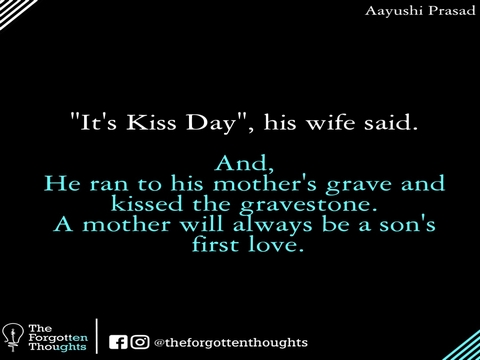 Aayushi Prasad
"It's Kiss Day", his wife said.
And,
He ran to his mother's grave and
kissed the gravestone.
A mother will always be a son's
first love.
The
Forgotten
Thoughts
@theforgottenthoughts